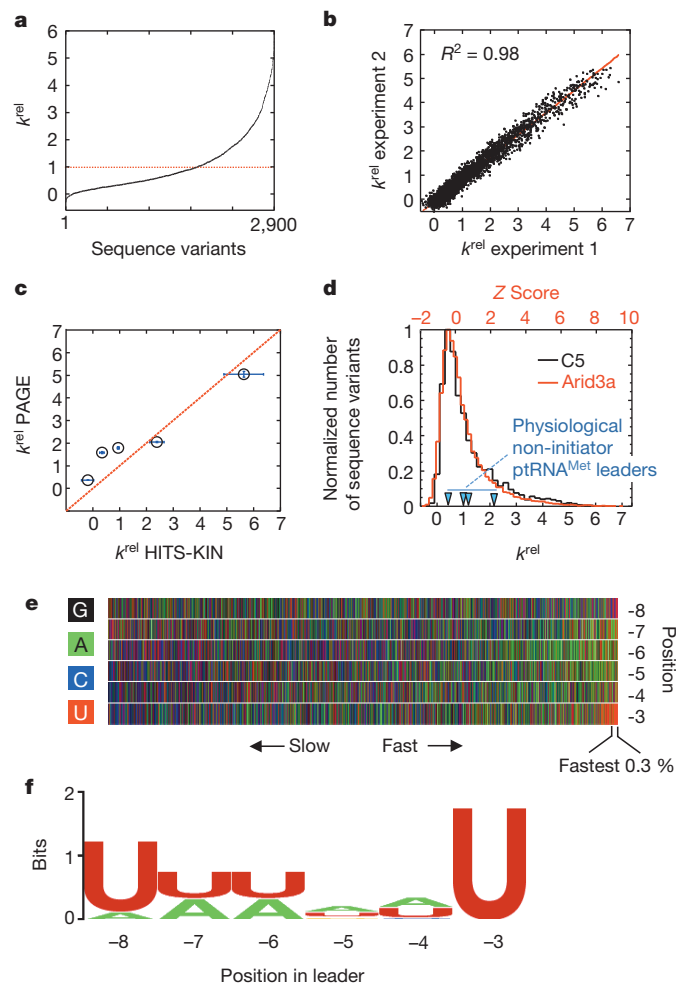 a
6
5
4
3
2
1
0
k^rel
1
2,900
Sequence variants
b
R² = 0.98
6
5
4
3
2
1
0
k^rel experiment 2
0 1 2 3 4 5 6 7
k^rel experiment 1
c
7
6
5
4
3
2
1
0
k^rel PAGE
0 1 2 3 4 5 6 7
k^rel HITS-KIN
d
Z Score
–2 0 2 4 6 8 10
1
0.8
0.6
0.4
0.2
0
Normalized number
of sequence variants
C5
Arid3a
Physiological
non-initiator
ptRNA^Met leaders
0 1 2 3 4 5 6 7
k^rel
e
G
A
C
U
-8
-7
-6
-5
-4
-3
Position
Slow
Fast
Fastest 0.3 %
f
2
1
0
Bits
U A
U A
U A
A U
A U
U
–8 –7 –6 –5 –4 –3
Position in leader